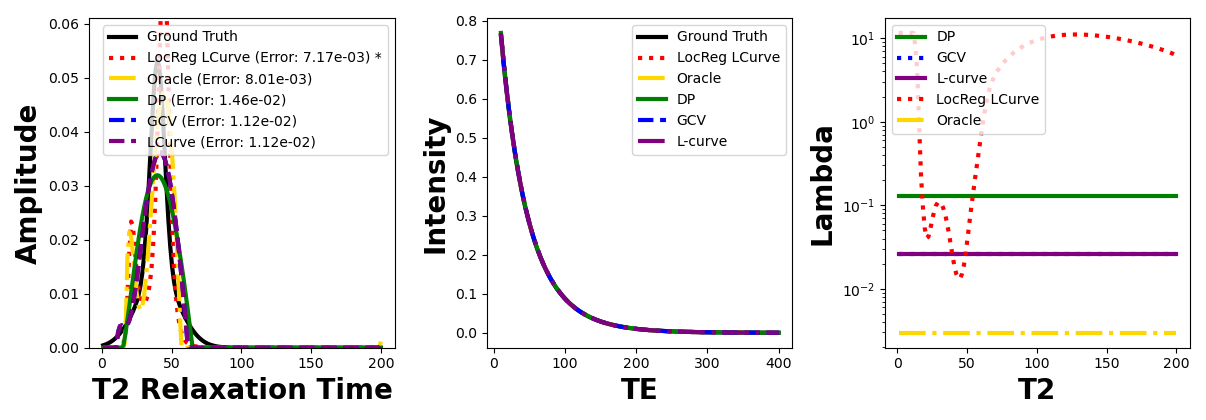 0.06
0.05
0.04
0.03
0.02
0.01
0.00
0
50
100
150
200
Amplitude
T2 Relaxation Time
Ground Truth
LocReg LCurve (Error: 7.17e-03) *
Oracle (Error: 8.01e-03)
DP (Error: 1.46e-02)
GCV (Error: 1.12e-02)
LCurve (Error: 1.12e-02)
0.8
0.7
0.6
0.5
0.4
0.3
0.2
0.1
0.0
0
100
200
300
400
Intensity
TE
Ground Truth
LocReg LCurve
Oracle
DP
GCV
L-curve
10¹
10⁰
10⁻¹
10⁻²
0
50
100
150
200
Lambda
T2
DP
GCV
L-curve
LocReg LCurve
Oracle